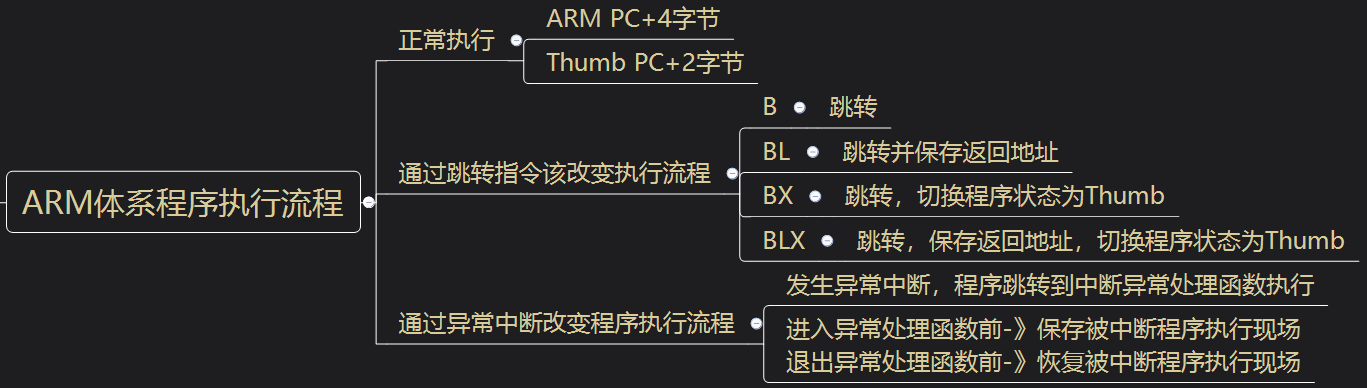 ARM体系程序执行流程
正常执行
ARM PC+4字节
Thumb PC+2字节
通过跳转指令该改变执行流程
B 跳转
BL 跳转并保存返回地址
BX 跳转，切换程序状态为Thumb
BLX 跳转，保存返回地址，切换程序状态为Thumb
通过异常中断改变程序执行流程
发生异常中断，程序跳转到中断异常处理函数执行
进入异常处理函数前-》保存被中断程序执行现场
退出异常处理函数前-》恢复被中断程序执行现场